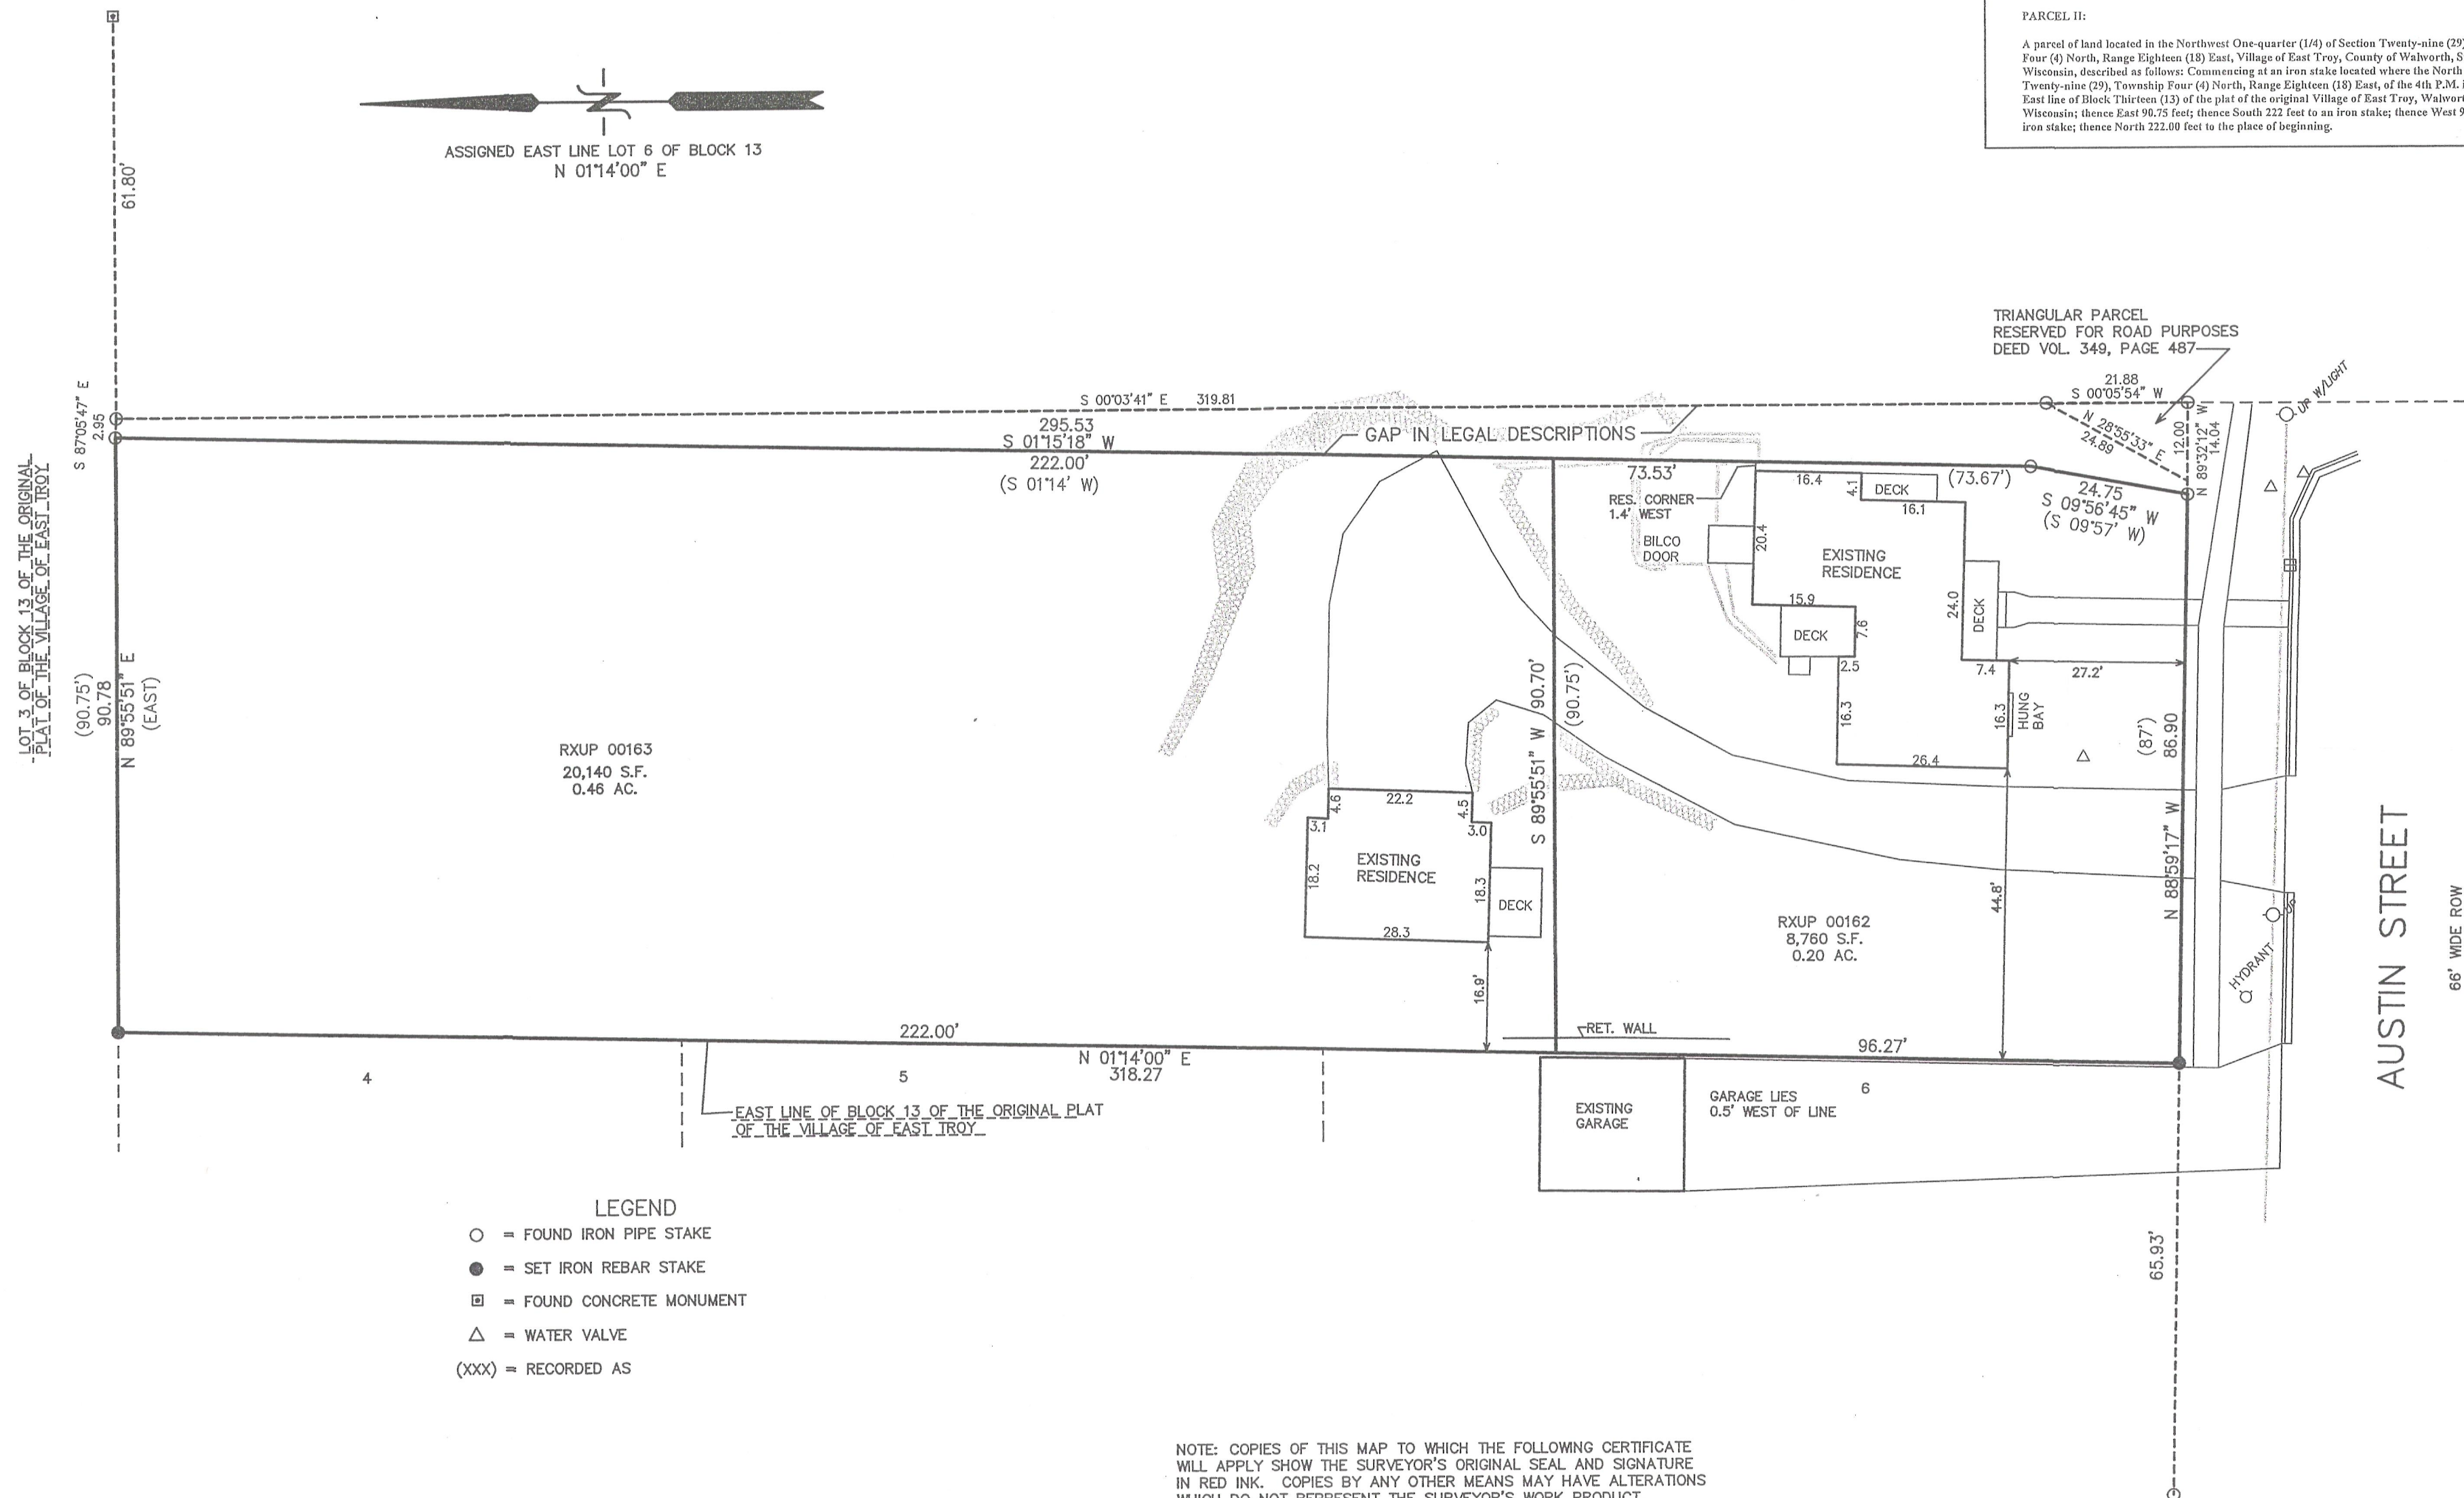 PARCEL II:
A parcel of land located in the Northwest One-quarter (1/4) of Section Twenty-nine (29)
Four (4) North, Range Eighteen (18) East, Village of East Troy, County of Walworth, S
Wisconsin, described as follows: Commencing at an iron stake located where the North
Twenty-nine (29), Township Four (4) North, Range Eighteen (18) East, of the 4th P.M.
East line of Block Thirteen (13) of the plat of the original Village of East Troy, Walwort
Wisconsin; thence East 90.75 feet; thence South 222 feet to an iron stake; thence West 9
iron stake; thence North 222.00 feet to the place of beginning.
ASSIGNED EAST LINE LOT 6 OF BLOCK 13
N 01°14'00" E
61.80'
TRIANGULAR PARCEL
RESERVED FOR ROAD PURPOSES
DEED VOL. 349, PAGE 487
UP W/LIGHT
21.88
S 00°05'54" W
S 00°03'41" E 319.81
N 28°55'33" E
24.89
12.00
N 89°32'12" W
14.04
S 87°05'47" E
2.95
295.53
S 01°15'18" W
222.00'
(S 01°14' W)
GAP IN LEGAL DESCRIPTIONS
73.53'
(73.67')
24.75
S 09°56'45" W
(S 09°57' W)
RES. CORNER
1.4' WEST
16.4
4.1
DECK
16.1
BILCO
DOOR
20.4
EXISTING
RESIDENCE
15.9
DECK
7.6
2.5
24.0
DECK
7.4
27.2'
16.3
16.3
HUNG
BAY
26.4
LOT 3 OF BLOCK 13 OF THE ORIGINAL
PLAT OF THE VILLAGE OF EAST TROY
(90.75')
90.78
N 89°55'51" E
(EAST)
RXUP 00163
20,140 S.F.
0.46 AC.
S 89°55'51" W 90.70'
(90.75')
(87')
86.90
N 88°59'17" W
4.6
22.2
4.5
3.1
3.0
18.2
EXISTING
RESIDENCE
18.3
DECK
28.3
16.9'
RXUP 00162
8,760 S.F.
0.20 AC.
44.8'
HYDRANT
AUSTIN STREET
66' WIDE ROW
RET. WALL
96.27'
222.00'
N 01°14'00" E
318.27
4
5
6
EAST LINE OF BLOCK 13 OF THE ORIGINAL PLAT
OF THE VILLAGE OF EAST TROY
EXISTING
GARAGE
GARAGE LIES
0.5' WEST OF LINE
65.93'
LEGEND
= FOUND IRON PIPE STAKE
= SET IRON REBAR STAKE
= FOUND CONCRETE MONUMENT
= WATER VALVE
(XXX) = RECORDED AS
NOTE: COPIES OF THIS MAP TO WHICH THE FOLLOWING CERTIFICATE
WILL APPLY SHOW THE SURVEYOR'S ORIGINAL SEAL AND SIGNATURE
IN RED INK. COPIES BY ANY OTHER MEANS MAY HAVE ALTERATIONS
WHICH DO NOT REPRESENT THE SURVEYOR'S WORK PRODUCT.